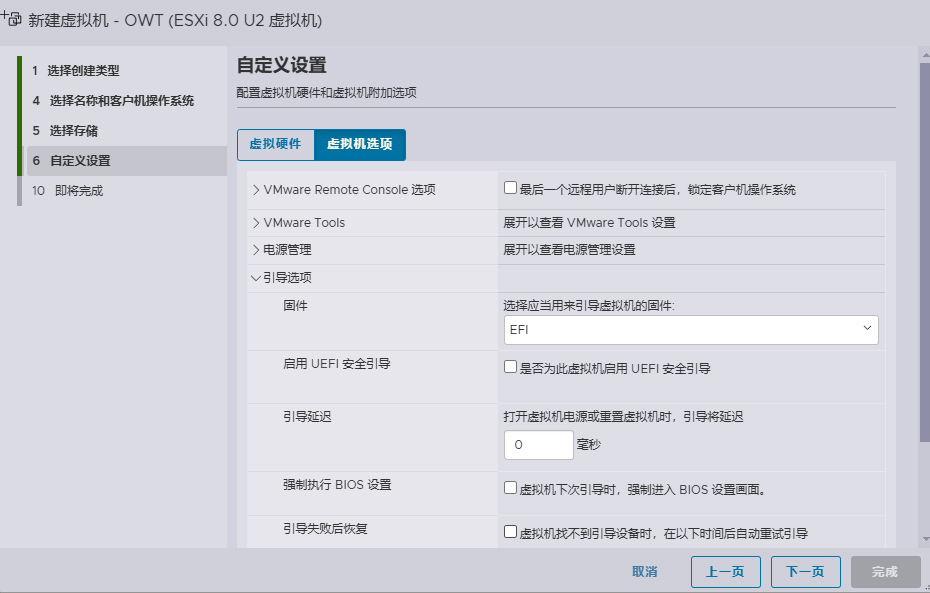 新建虚拟机 - OWT (ESXi 8.0 U2 虚拟机)
1 选择创建类型
4 选择名称和客户机操作系统
5 选择存储
6 自定义设置
10 即将完成
自定义设置
配置虚拟机硬件和虚拟机附加选项
虚拟硬件 虚拟机选项
VMware Remote Console 选项 最后一个远程用户断开连接后，锁定客户机操作系统
VMware Tools 展开以查看 VMware Tools 设置
电源管理 展开以查看电源管理设置
引导选项
固件 选择应当用来引导虚拟机的固件:
EFI
启用 UEFI 安全引导 是否为此虚拟机启用 UEFI 安全引导
引导延迟 打开虚拟机电源或重置虚拟机时，引导将延迟
0 毫秒
强制执行 BIOS 设置 虚拟机下次引导时，强制进入 BIOS 设置画面。
引导失败后恢复 虚拟机找不到引导设备时，在以下时间后自动重试引导
取消 上一页 下一页 完成